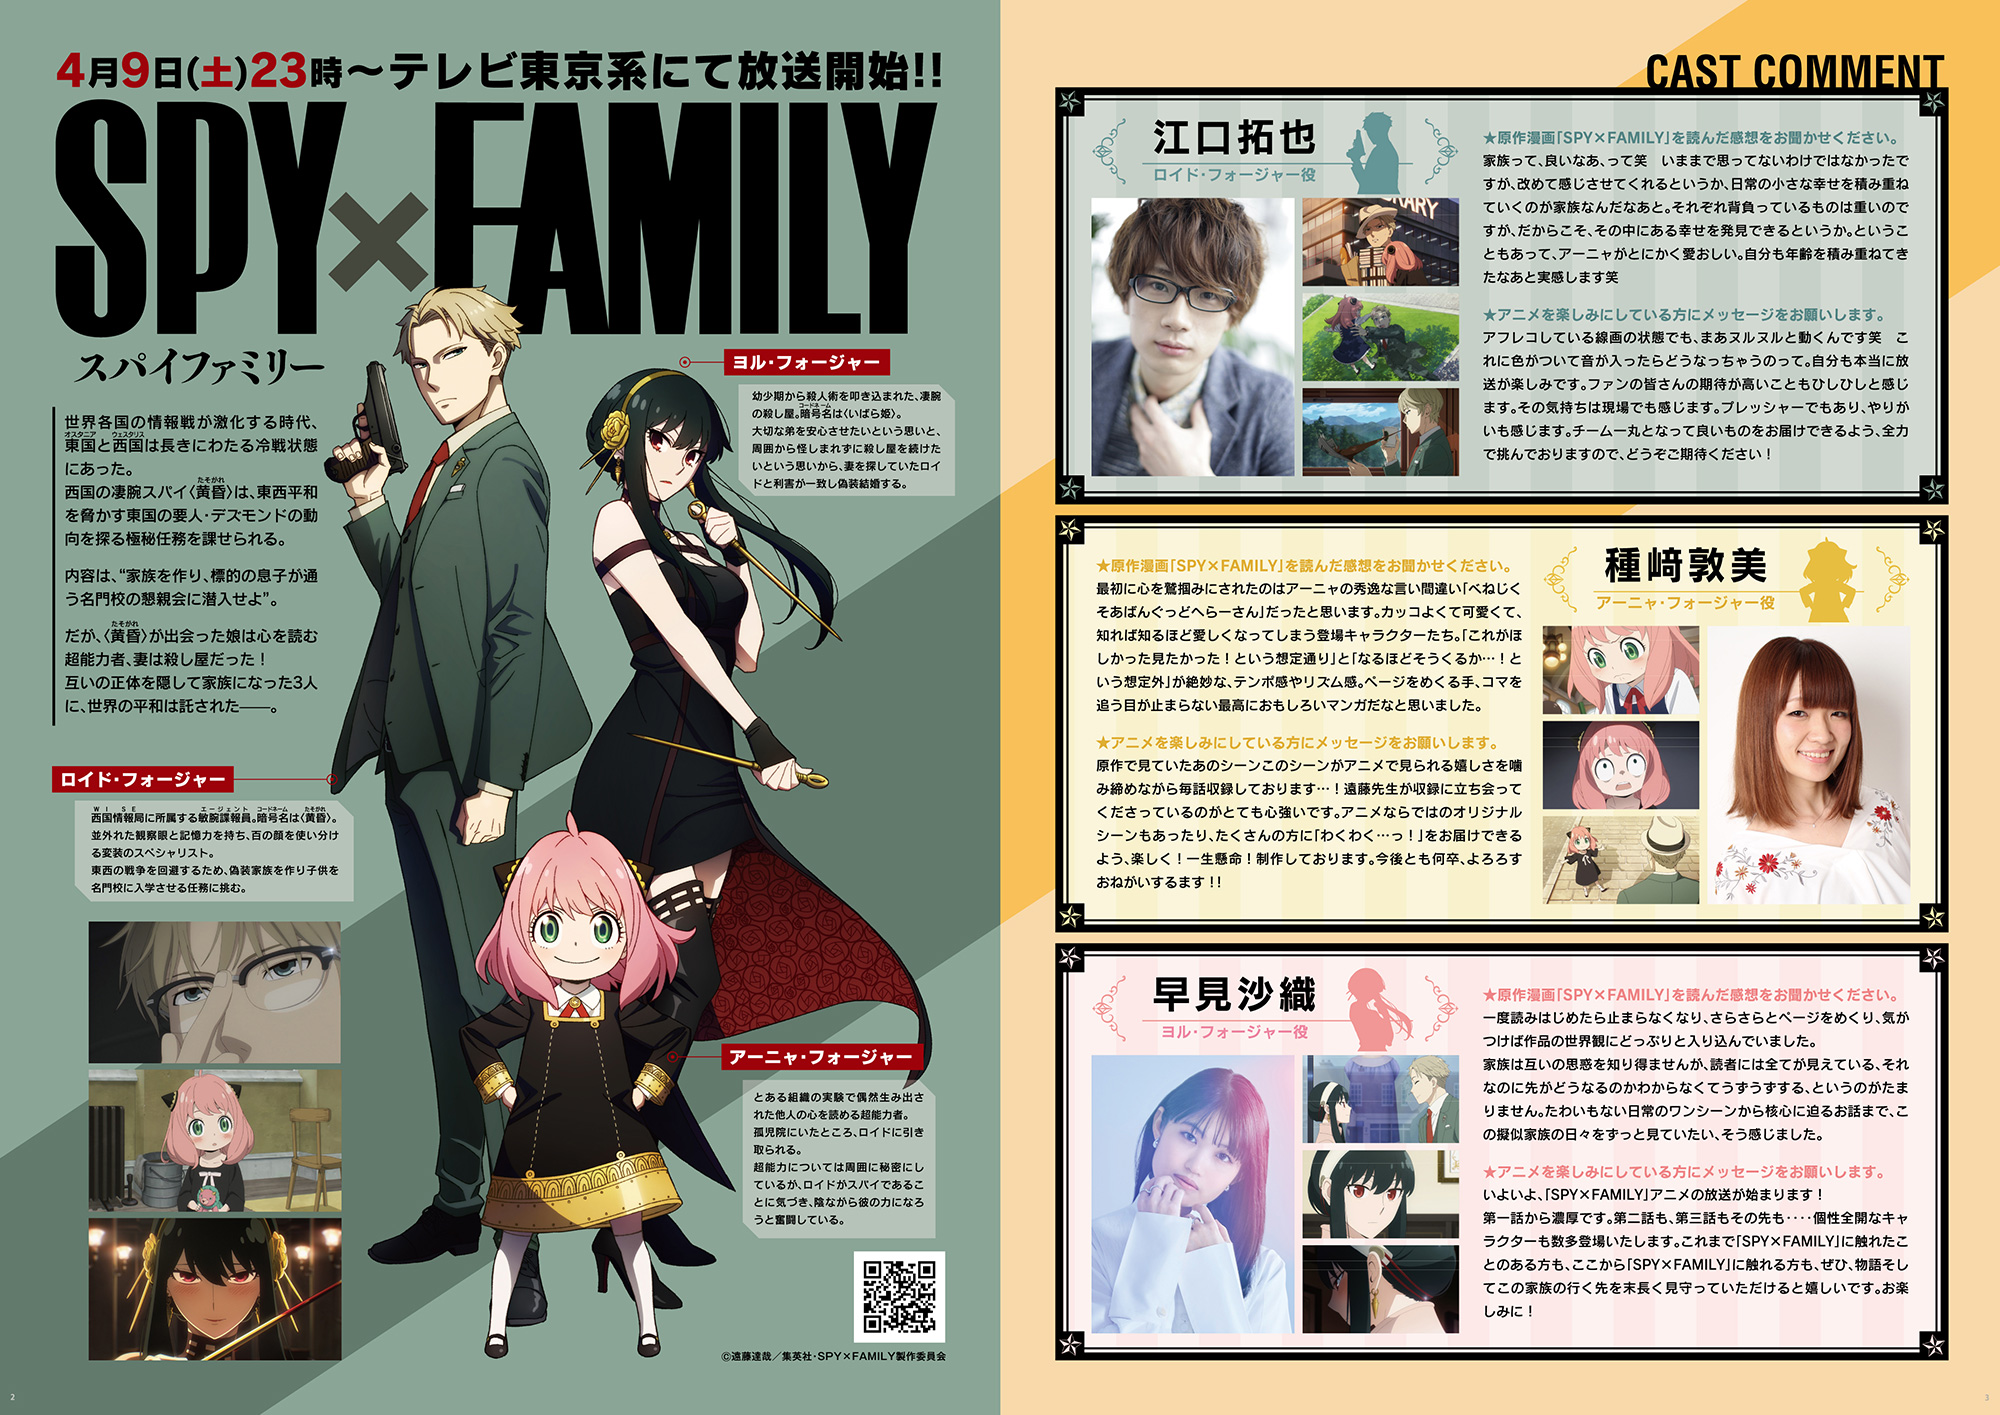 4月9日(土)23時～テレビ東京系にて放送開始!!
SPY×FAMILY
スパイファミリー
世界各国の情報戦が激化する時代、
オスタニア ウェスタリス
東国と西国は長きにわたる冷戦状態
にあった。
たそがれ
西国の凄腕スパイ〈黄昏〉は、東西平和
を脅かす東国の要人・デズモンドの動
向を探る極秘任務を課せられる。
内容は、“家族を作り、標的の息子が通
う名門校の懇親会に潜入せよ”。
たそがれ
だが、〈黄昏〉が出会った娘は心を読む
超能力者、妻は殺し屋だった！
互いの正体を隠して家族になった3人
に、世界の平和は託された――。
ヨル・フォージャー
幼少期から殺人術を叩き込まれた、凄腕
コードネーム
の殺し屋。暗号名は〈いばら姫〉。
大切な弟を安心させたいという思いと、
周囲から怪しまれずに殺し屋を続けた
いという思いから、妻を探していたロイ
ドと利害が一致し偽装結婚する。
ロイド・フォージャー
WISE エージェント コードネーム たそがれ
西国情報局に所属する敏腕諜報員。暗号名は〈黄昏〉。
並外れた観察眼と記憶力を持ち、百の顔を使い分け
る変装のスペシャリスト。
東西の戦争を回避するため、偽装家族を作り子供を
名門校に入学させる任務に挑む。
アーニャ・フォージャー
とある組織の実験で偶然生み出さ
れた他人の心を読める超能力者。
孤児院にいたところ、ロイドに引き
取られる。
超能力については周囲に秘密にし
ているが、ロイドがスパイであるこ
とに気づき、陰ながら彼の力になろ
うと奮闘している。
©遠藤達哉／集英社・SPY×FAMILY製作委員会
2
CAST COMMENT
江口拓也
ロイド・フォージャー役
★原作漫画「SPY×FAMILY」を読んだ感想をお聞かせください。
家族って、良いなあ、って笑　いままで思ってないわけではなかったで
すが、改めて感じさせてくれるというか、日常の小さな幸せを積み重ね
ていくのが家族なんだなあと。それぞれ背負っているものは重いので
すが、だからこそ、その中にある幸せを発見できるというか。というこ
ともあって、アーニャがとにかく愛おしい。自分も年齢を積み重ねてき
たなあと実感します笑
★アニメを楽しみにしている方にメッセージをお願いします。
アフレコしている線画の状態でも、まあヌルヌルと動くんです笑　こ
れに色がついて音が入ったらどうなっちゃうのって。自分も本当に放
送が楽しみです。ファンの皆さんの期待が高いこともひしひしと感じ
ます。その気持ちは現場でも感じます。プレッシャーでもあり、やりが
いも感じます。チーム一丸となって良いものをお届けできるよう、全力
で挑んでおりますので、どうぞご期待ください！
種﨑敦美
アーニャ・フォージャー役
★原作漫画「SPY×FAMILY」を読んだ感想をお聞かせください。
最初に心を鷲掴みにされたのはアーニャの秀逸な言い間違い「べねじく
そあばんぐっどへらーさん」だったと思います。カッコよくて可愛くて、
知れば知るほど愛しくなってしまう登場キャラクターたち。「これがほ
しかった見たかった！という想定通り」と「なるほどそうくるか…！と
いう想定外」が絶妙な、テンポ感やリズム感。ページをめくる手、コマを
追う目が止まらない最高におもしろいマンガだなと思いました。
★アニメを楽しみにしている方にメッセージをお願いします。
原作で見ていたあのシーンこのシーンがアニメで見られる嬉しさを噛
み締めながら毎話収録しております…！遠藤先生が収録に立ち会って
くださっているのがとても心強いです。アニメならではのオリジナル
シーンもあったり、たくさんの方に「わくわく…っ！」をお届けできる
よう、楽しく！一生懸命！制作しております。今後とも何卒、よろろす
おねがいするます！！
早見沙織
ヨル・フォージャー役
★原作漫画「SPY×FAMILY」を読んだ感想をお聞かせください。
一度読みはじめたら止まらなくなり、さらさらとページをめくり、気が
つけば作品の世界観にどっぷりと入り込んでいました。
家族は互いの思惑を知り得ませんが、読者には全てが見えている、それ
なのに先がどうなるのかわからなくてうずうずする、というのがたま
りません。たわいもない日常のワンシーンから核心に迫るお話まで、こ
の擬似家族の日々をずっと見ていたい、そう感じました。
★アニメを楽しみにしている方にメッセージをお願いします。
いよいよ、「SPY×FAMILY」アニメの放送が始まります！
第一話から濃厚です。第二話も、第三話もその先も‥‥個性全開なキャ
ラクターも数多登場いたします。これまで「SPY×FAMILY」に触れたこ
とのある方も、ここから「SPY×FAMILY」に触れる方も、ぜひ、物語そし
てこの家族の行く先を末長く見守っていただけると嬉しいです。お楽
しみに！
3